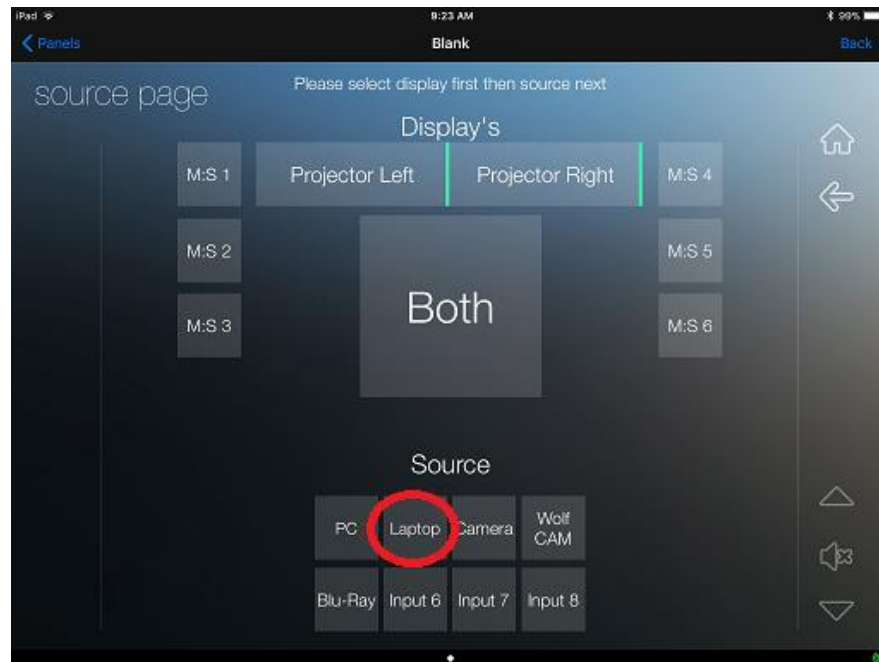 iPad 9:23 AM 99%
Panels Blank Back
source page
Please select display first then source next
Display's
M:S 1 Projector Left Projector Right M:S 4
M:S 2 M:S 5
Both
M:S 3 M:S 6
Source
PC Laptop Camera Wolf CAM
Blu-Ray Input 6 Input 7 Input 8